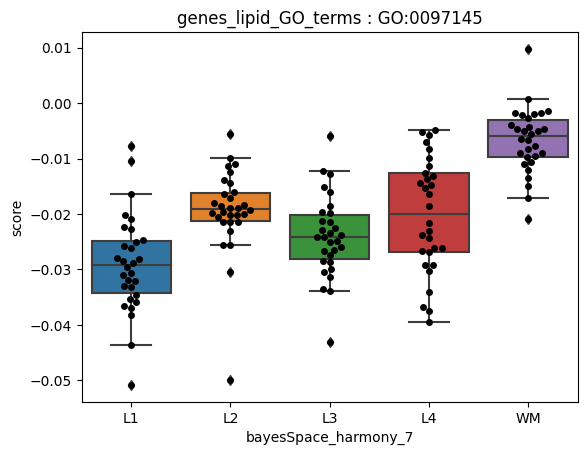 genes_lipid_GO_terms : GO:0097145
0.01
0.00
−0.01
−0.02
−0.03
−0.04
−0.05
score
L1 L2 L3 L4 WM
bayesSpace_harmony_7